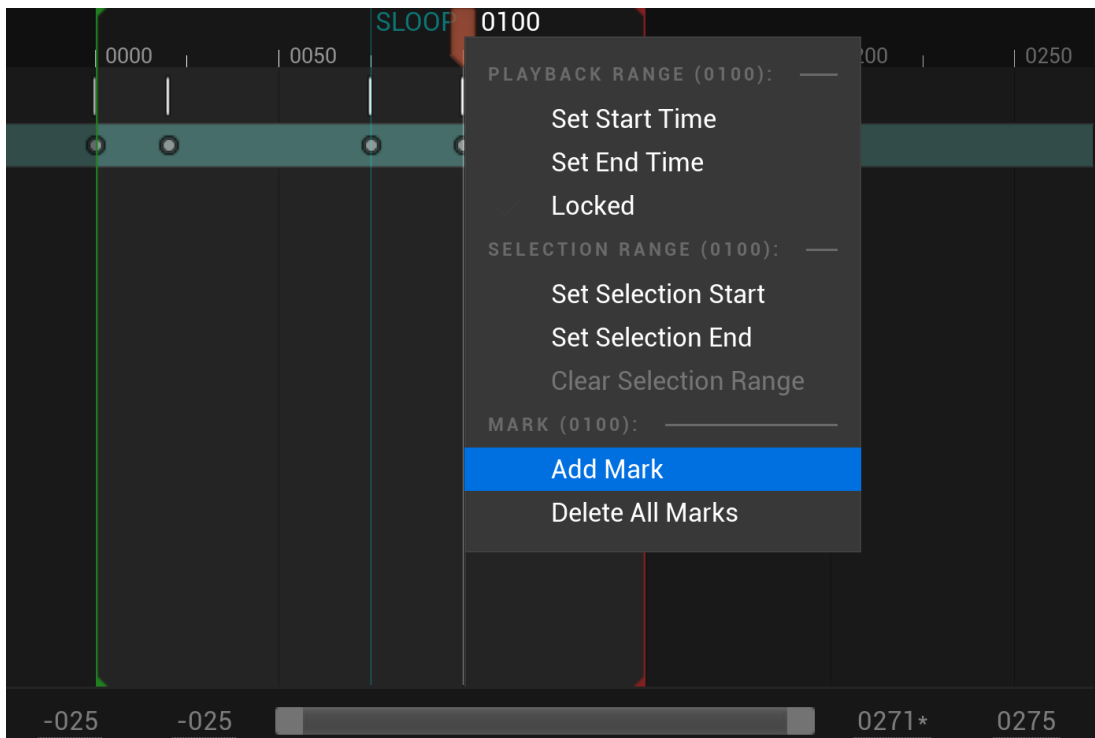 SLOOP 0100
0000 0050 0250
PLAYBACK RANGE (0100):
Set Start Time
Set End Time
Locked
SELECTION RANGE (0100):
Set Selection Start
Set Selection End
Clear Selection Range
MARK (0100):
Add Mark
Delete All Marks
-025 -025 0271* 0275